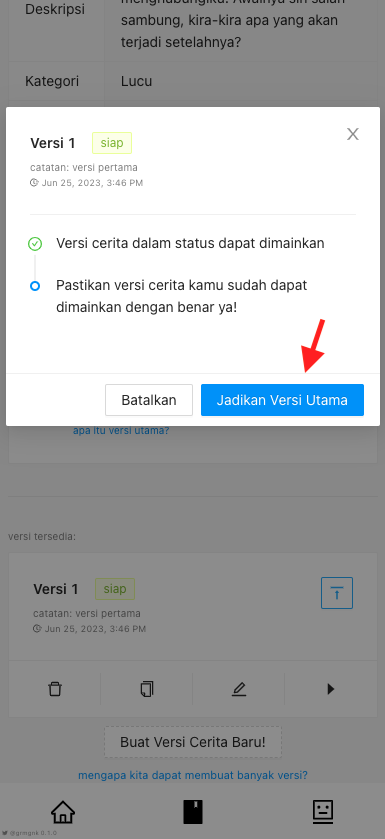 Deskripsi
menghubungiku! Awalnya sih salah
sambung, kira-kira apa yang akan
terjadi setelahnya?
Kategori
Lucu
Versi 1
siap
catatan: versi pertama
Jun 25, 2023, 3:46 PM
Versi cerita dalam status dapat dimainkan
Pastikan versi cerita kamu sudah dapat
dimainkan dengan benar ya!
Batalkan
Jadikan Versi Utama
apa itu versi utama?
versi tersedia:
Versi 1
siap
catatan: versi pertama
Jun 25, 2023, 3:46 PM
Buat Versi Cerita Baru!
mengapa kita dapat membuat banyak versi?
@grimgnk 0.1.0